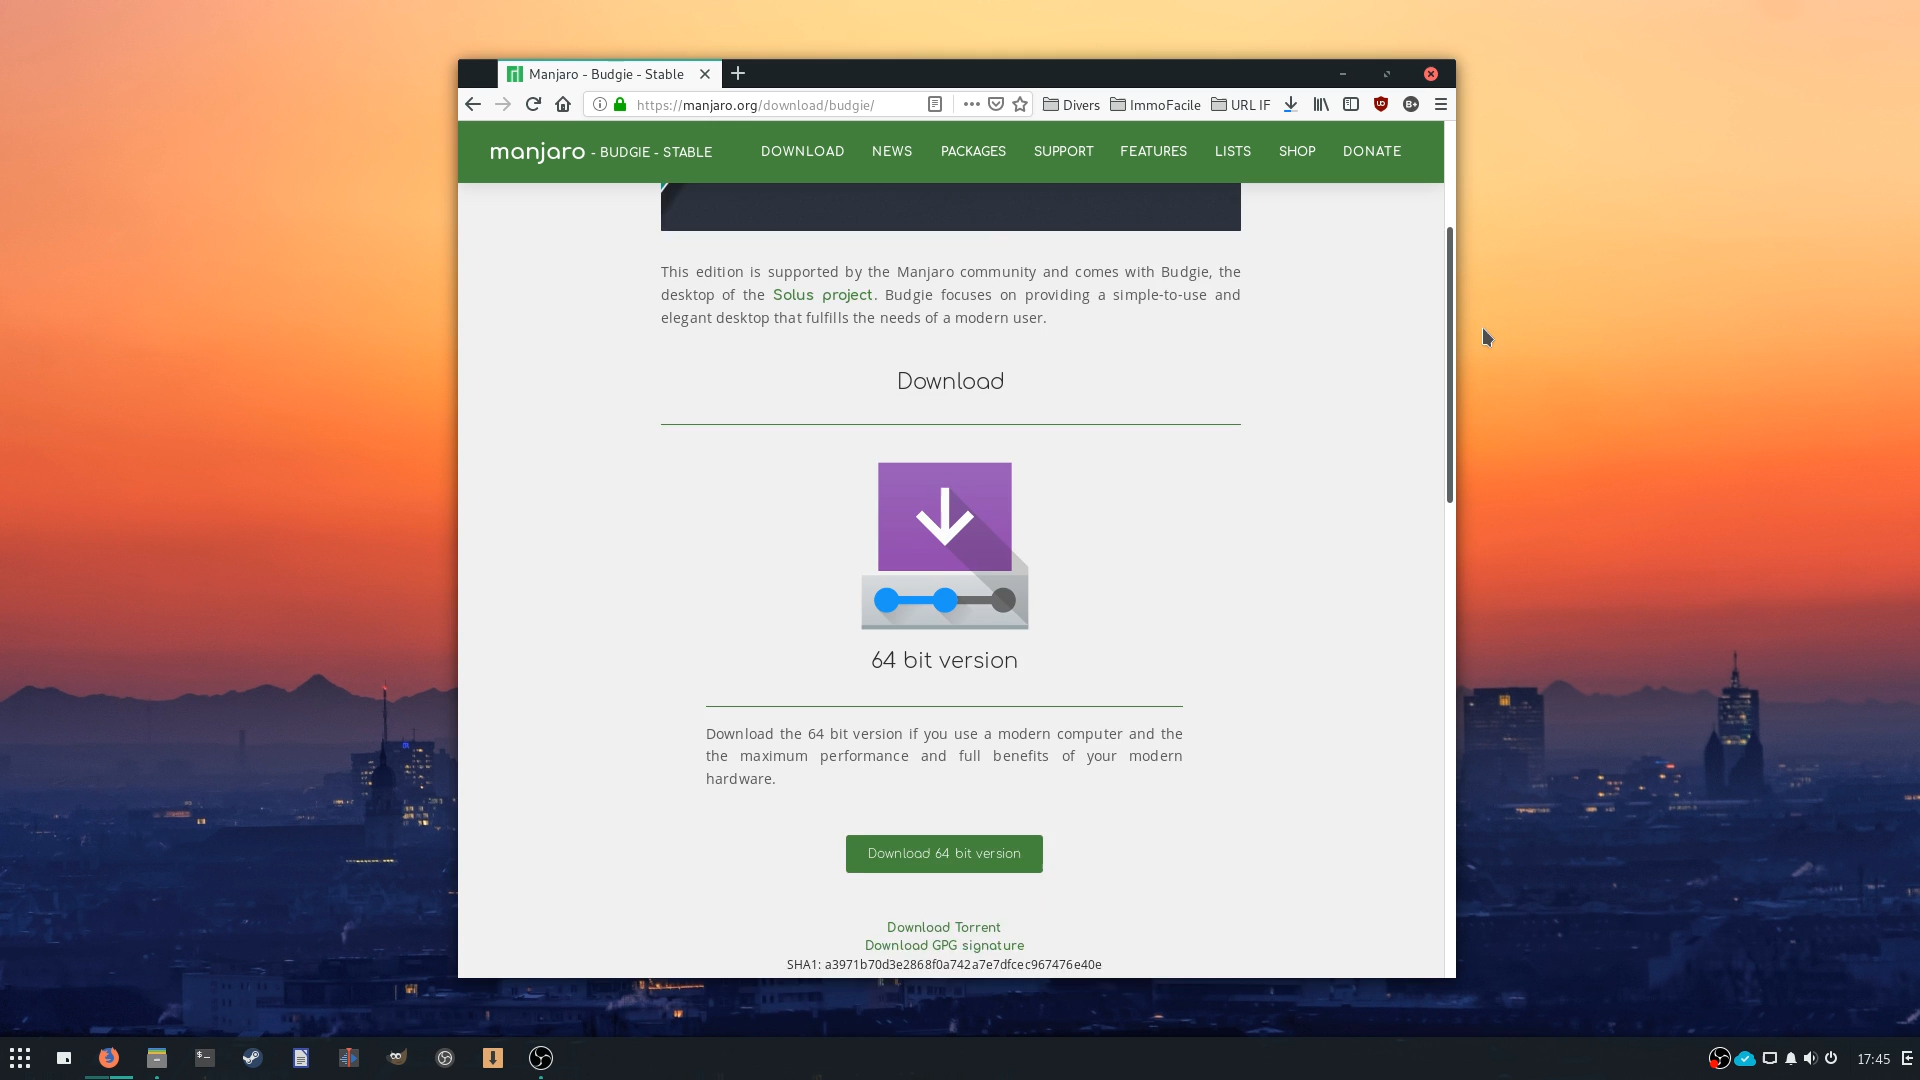 Manjaro - Budgie - Stable
https://manjaro.org/download/budgie/
Divers
ImmoFacile
URL IF
manjaro - BUDGIE - STABLE
DOWNLOAD
NEWS
PACKAGES
SUPPORT
FEATURES
LISTS
SHOP
DONATE
This edition is supported by the Manjaro community and comes with Budgie, the
desktop of the Solus project. Budgie focuses on providing a simple-to-use and
elegant desktop that fulfills the needs of a modern user.
Download
64 bit version
Download the 64 bit version if you use a modern computer and the
the maximum performance and full benefits of your modern
hardware.
Download 64 bit version
Download Torrent
Download GPG signature
SHA1: a3971b70d3e2868f0a742a7e7dfcec967476e40e
17:45